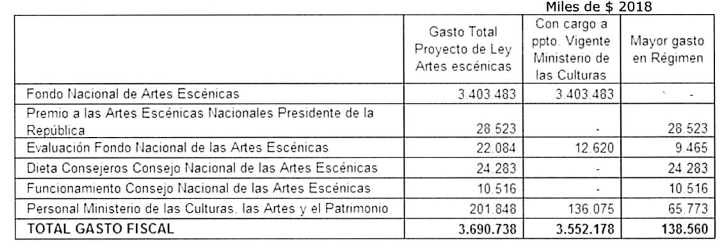 Miles de $ 2018
Gasto Total Proyecto de Ley Artes escénicas | Con cargo a ppto. Vigente Ministerio de las Culturas | Mayor gasto en Régimen
Fondo Nacional de Artes Escénicas | 3.403.483 | 3.403.483 | -
Premio a las Artes Escénicas Nacionales Presidente de la República | 28.523 | - | 28.523
Evaluación Fondo Nacional de las Artes Escénicas | 22.084 | 12.620 | 9.465
Dieta Consejeros Consejo Nacional de las Artes Escénicas | 24.283 | - | 24.283
Funcionamiento Consejo Nacional de las Artes Escénicas | 10.516 | - | 10.516
Personal Ministerio de las Culturas, las Artes y el Patrimonio | 201.848 | 136.075 | 65.773
TOTAL GASTO FISCAL | 3.690.738 | 3.552.178 | 138.560